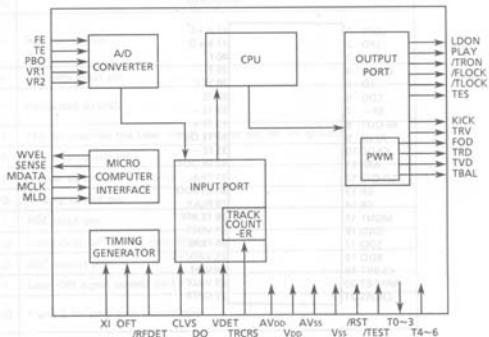 FE
TE
PBO
VR1
VR2
A/D
CONVERTER
CPU
OUTPUT
PORT
PWM
LDON
PLAY
/TRON
/FLOCK
/TLOCK
TES
KICK
TRV
FOD
TRD
TVD
TBAL
WVEL
SENSE
MDATA
MCLK
MLD
MICRO
COMPUTER
INTERFACE
INPUT PORT
TRACK
COUNT
-ER
TIMING
GENERATOR
XI OFT CLVS VDET AVDD AVSS /RST T0~3
/RFDET DO TRCRS VDD VSS /TEST T4~6